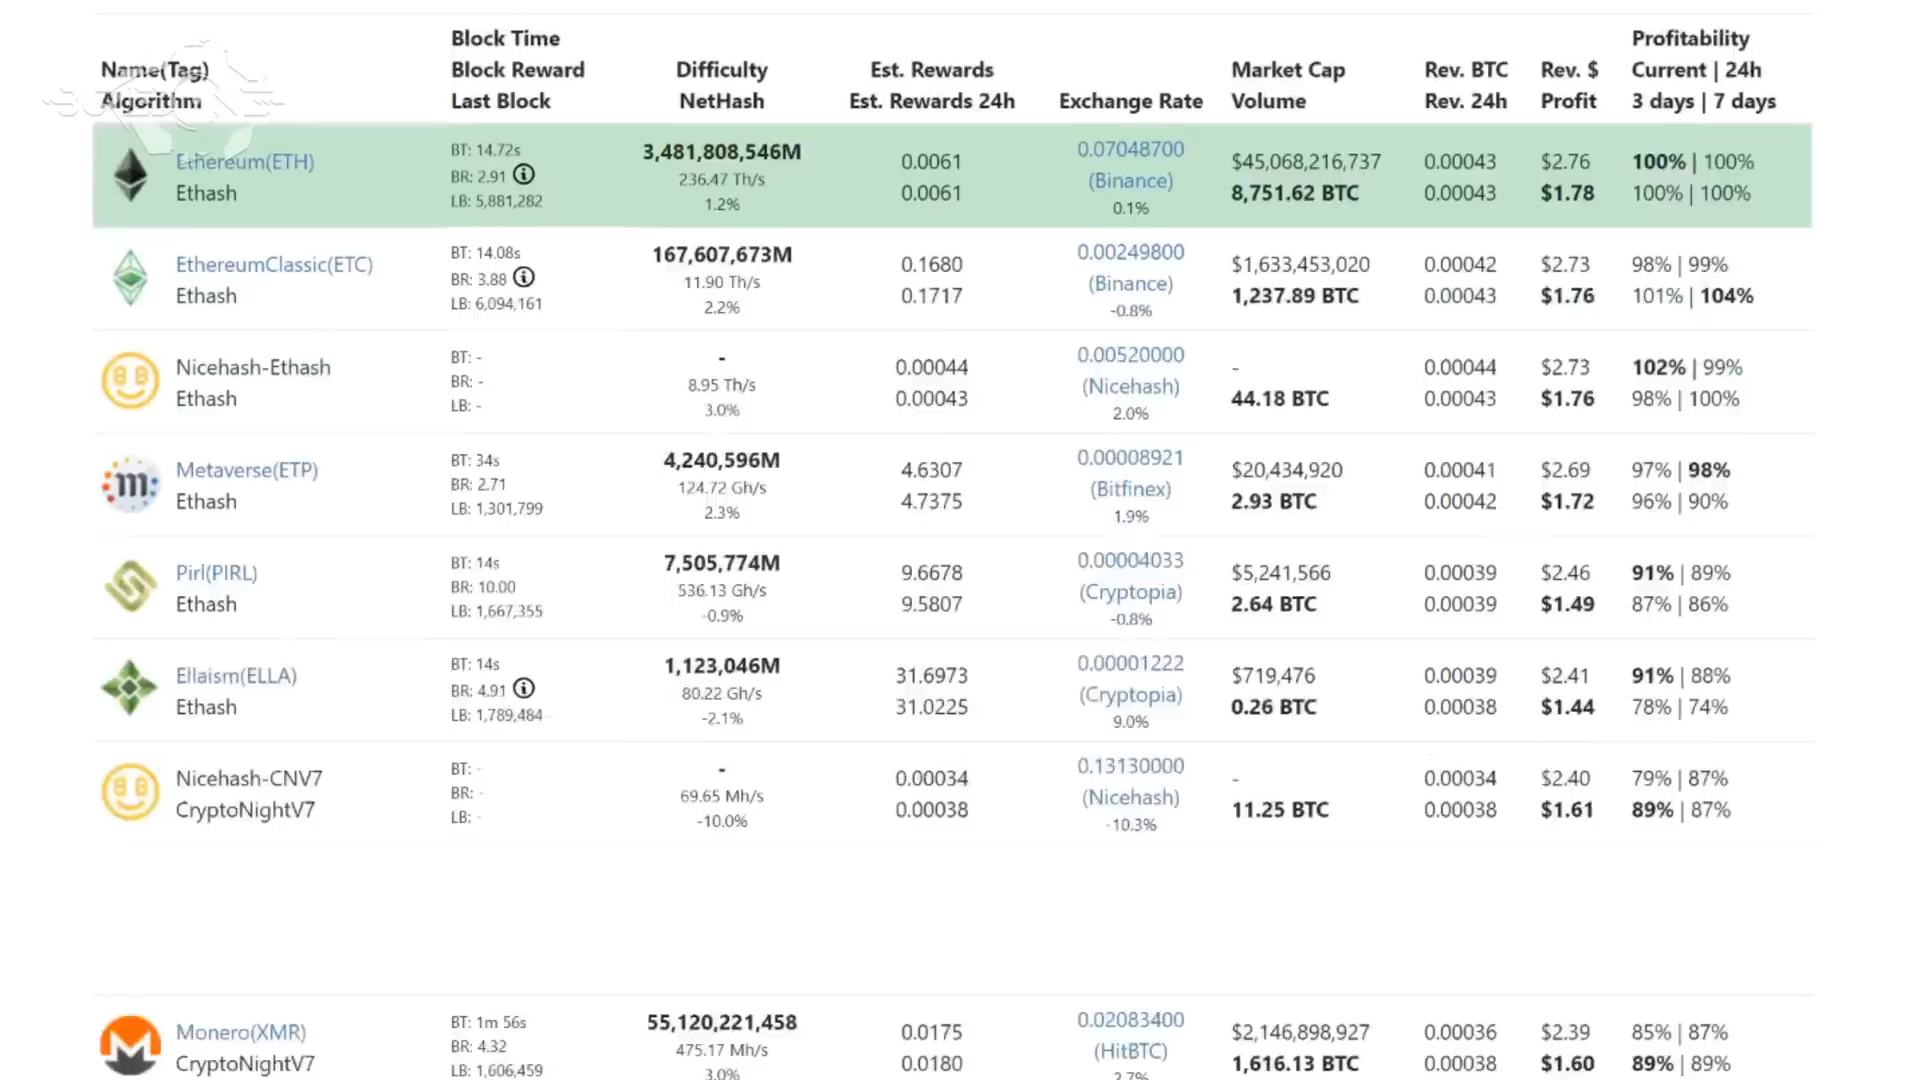 Name(Tag)
Algorithm
Block Time
Block Reward
Last Block
Difficulty
NetHash
Est. Rewards
Est. Rewards 24h
Exchange Rate
Market Cap
Volume
Rev. BTC
Rev. 24h
Rev. $
Profit
Profitability
Current | 24h
3 days | 7 days
Ethereum(ETH)
Ethash
BT: 14.72s
BR: 2.91
LB: 5,881,282
3,481,808,546M
236.47 Th/s
1.2%
0.0061
0.0061
0.07048700
(Binance)
0.1%
$45,068,216,737
8,751.62 BTC
0.00043
0.00043
$2.76
$1.78
100% | 100%
100% | 100%
EthereumClassic(ETC)
Ethash
BT: 14.08s
BR: 3.88
LB: 6,094,161
167,607,673M
11.90 Th/s
2.2%
0.1680
0.1717
0.00249800
(Binance)
-0.8%
$1,633,453,020
1,237.89 BTC
0.00042
0.00043
$2.73
$1.76
98% | 99%
101% | 104%
Nicehash-Ethash
Ethash
BT: -
BR: -
LB: -
-
8.95 Th/s
3.0%
0.00044
0.00043
0.00520000
(Nicehash)
2.0%
-
44.18 BTC
0.00044
0.00043
$2.73
$1.76
102% | 99%
98% | 100%
Metaverse(ETP)
Ethash
BT: 34s
BR: 2.71
LB: 1,301,799
4,240,596M
124.72 Gh/s
2.3%
4.6307
4.7375
0.00008921
(Bitfinex)
1.9%
$20,434,920
2.93 BTC
0.00041
0.00042
$2.69
$1.72
97% | 98%
96% | 90%
Pirl(PIRL)
Ethash
BT: 14s
BR: 10.00
LB: 1,667,355
7,505,774M
536.13 Gh/s
-0.9%
9.6678
9.5807
0.00004033
(Cryptopia)
-0.8%
$5,241,566
2.64 BTC
0.00039
0.00039
$2.46
$1.49
91% | 89%
87% | 86%
Ellaism(ELLA)
Ethash
BT: 14s
BR: 4.91
LB: 1,789,484
1,123,046M
80.22 Gh/s
-2.1%
31.6973
31.0225
0.00001222
(Cryptopia)
9.0%
$719,476
0.26 BTC
0.00039
0.00038
$2.41
$1.44
91% | 88%
78% | 74%
Nicehash-CNV7
CryptoNightV7
BT: -
BR: -
LB: -
-
69.65 Mh/s
-10.0%
0.00034
0.00038
0.13130000
(Nicehash)
-10.3%
-
11.25 BTC
0.00034
0.00038
$2.40
$1.61
79% | 87%
89% | 87%
Monero(XMR)
CryptoNightV7
BT: 1m 56s
BR: 4.32
LB: 1,606,459
55,120,221,458
475.17 Mh/s
3.0%
0.0175
0.0180
0.02083400
(HitBTC)
2.7%
$2,146,898,927
1,616.13 BTC
0.00036
0.00038
$2.39
$1.60
85% | 87%
89% | 89%